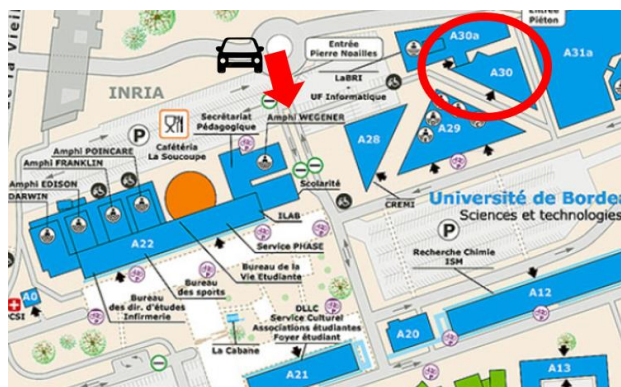 Entrée
Pierre Noailles
Entrée
Piéton
A30a
A31a
LaBRI
UF Informatique
A30
INRIA
P
Secrétariat
Pédagogique
Amphi WEGENER
A28
A29
Cafétéria
La Soucoupe
Amphi POINCARE
Amphi FRANKLIN
Amphi EDISON
DARWIN
Scolarité
CREMI
Université de Bordea
Sciences et technologies
ILAB
P
A22
Service PHASE
Recherche Chimie
ISM
Bureau de la
Vie Etudiante
Bureau
des sports
A12
A0
CSI
Bureau
des dir. d'études
Infirmerie
DLLC
Service Culturel
Associations étudiantes
Foyer étudiant
A20
La Cabane
A21
A13